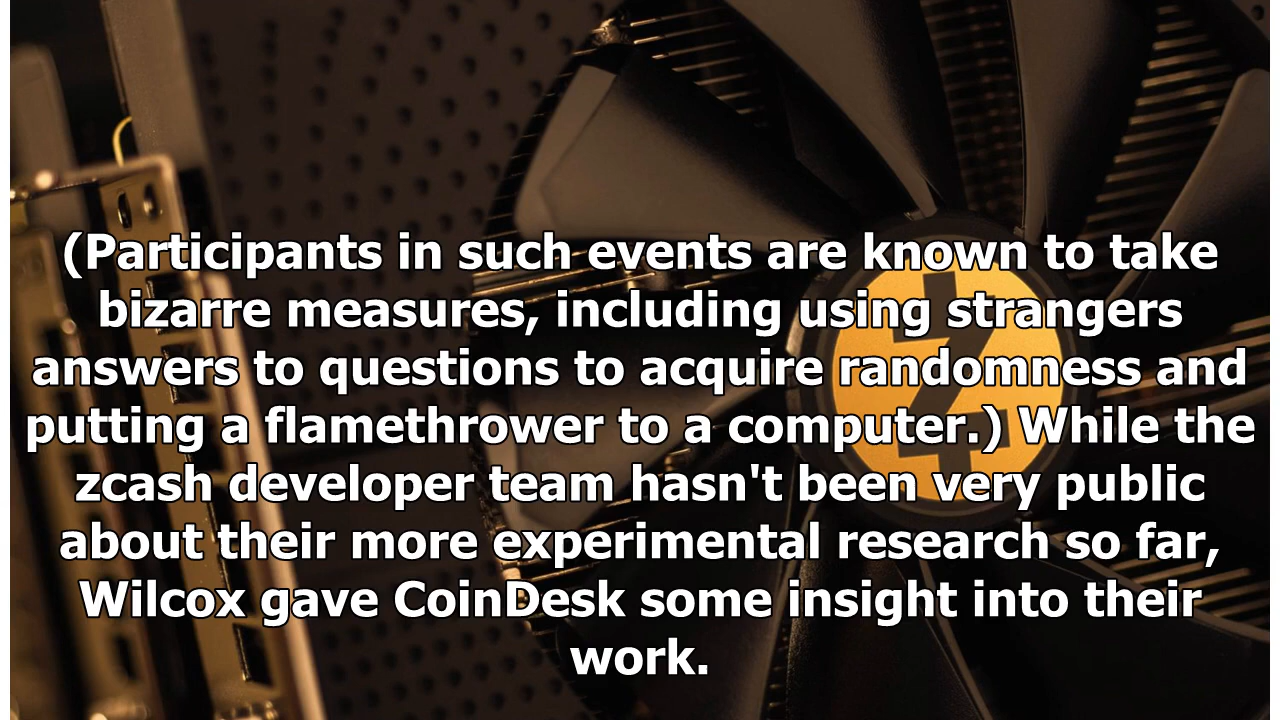 (Participants in such events are known to take
bizarre measures, including using strangers
answers to questions to acquire randomness and
putting a flamethrower to a computer.) While the
zcash developer team hasn't been very public
about their more experimental research so far,
Wilcox gave CoinDesk some insight into their
work.